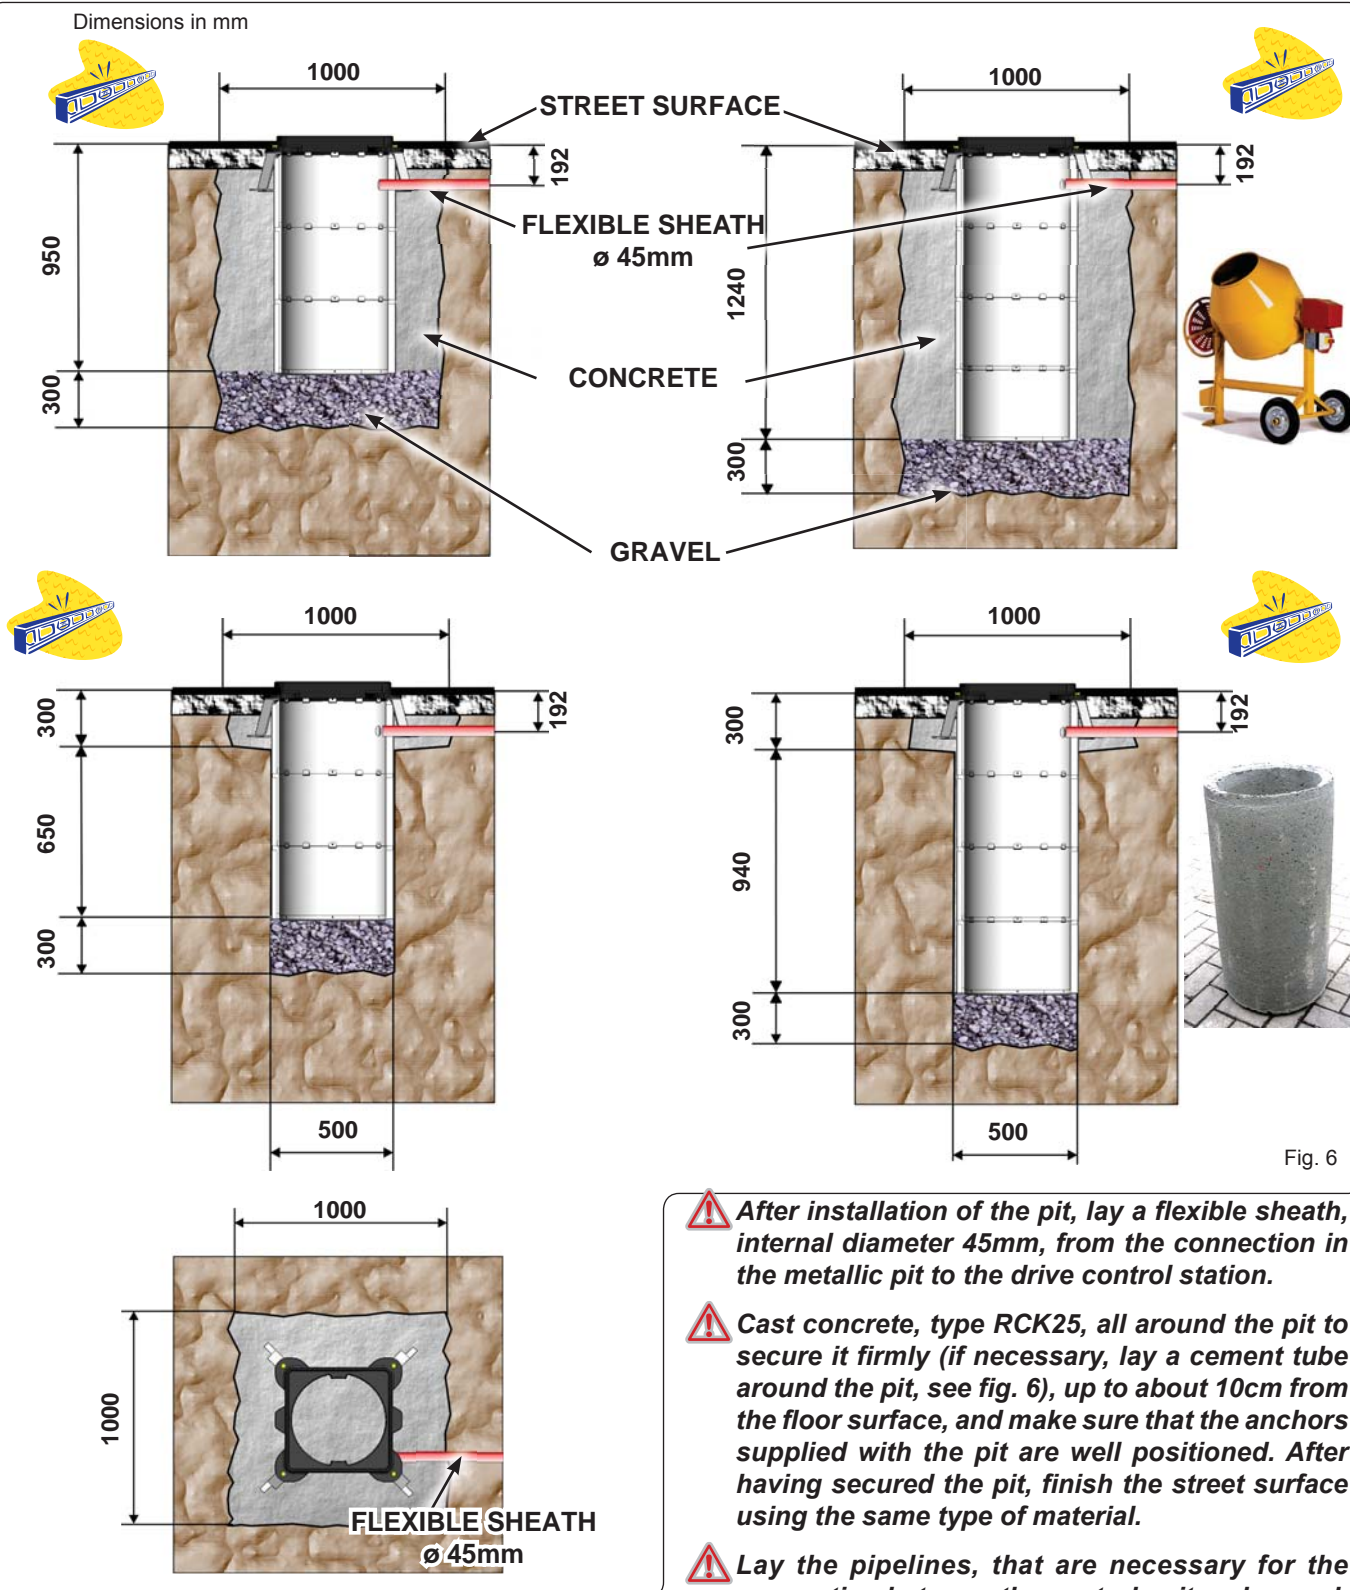 Dimensions in mm
1000
1000
STREET SURFACE
192
192
950
1240
FLEXIBLE SHEATH
ø 45mm
300
CONCRETE
300
GRAVEL
1000
1000
300
192
300
192
650
940
300
300
500
500
Fig. 6
1000
1000
FLEXIBLE SHEATH
ø 45mm
After installation of the pit, lay a flexible sheath,
internal diameter 45mm, from the connection in
the metallic pit to the drive control station.
Cast concrete, type RCK25, all around the pit to
secure it firmly (if necessary, lay a cement tube
around the pit, see fig. 6), up to about 10cm from
the floor surface, and make sure that the anchors
supplied with the pit are well positioned. After
having secured the pit, finish the street surface
using the same type of material.
Lay the pipelines, that are necessary for the